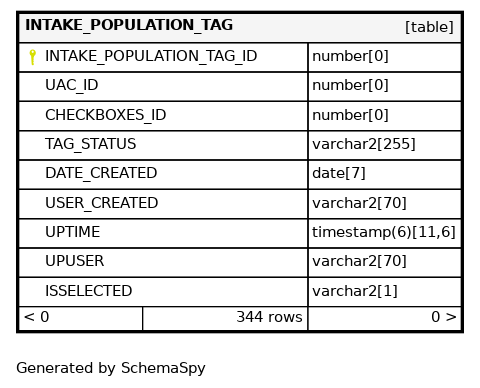 INTAKE_POPULATION_TAG [table]
INTAKE_POPULATION_TAG_ID number[0]
UAC_ID number[0]
CHECKBOXES_ID number[0]
TAG_STATUS varchar2[255]
DATE_CREATED date[7]
USER_CREATED varchar2[70]
UPTIME timestamp(6)[11,6]
UPUSER varchar2[70]
ISSELECTED varchar2[1]
< 0 344 rows 0 >
Generated by SchemaSpy